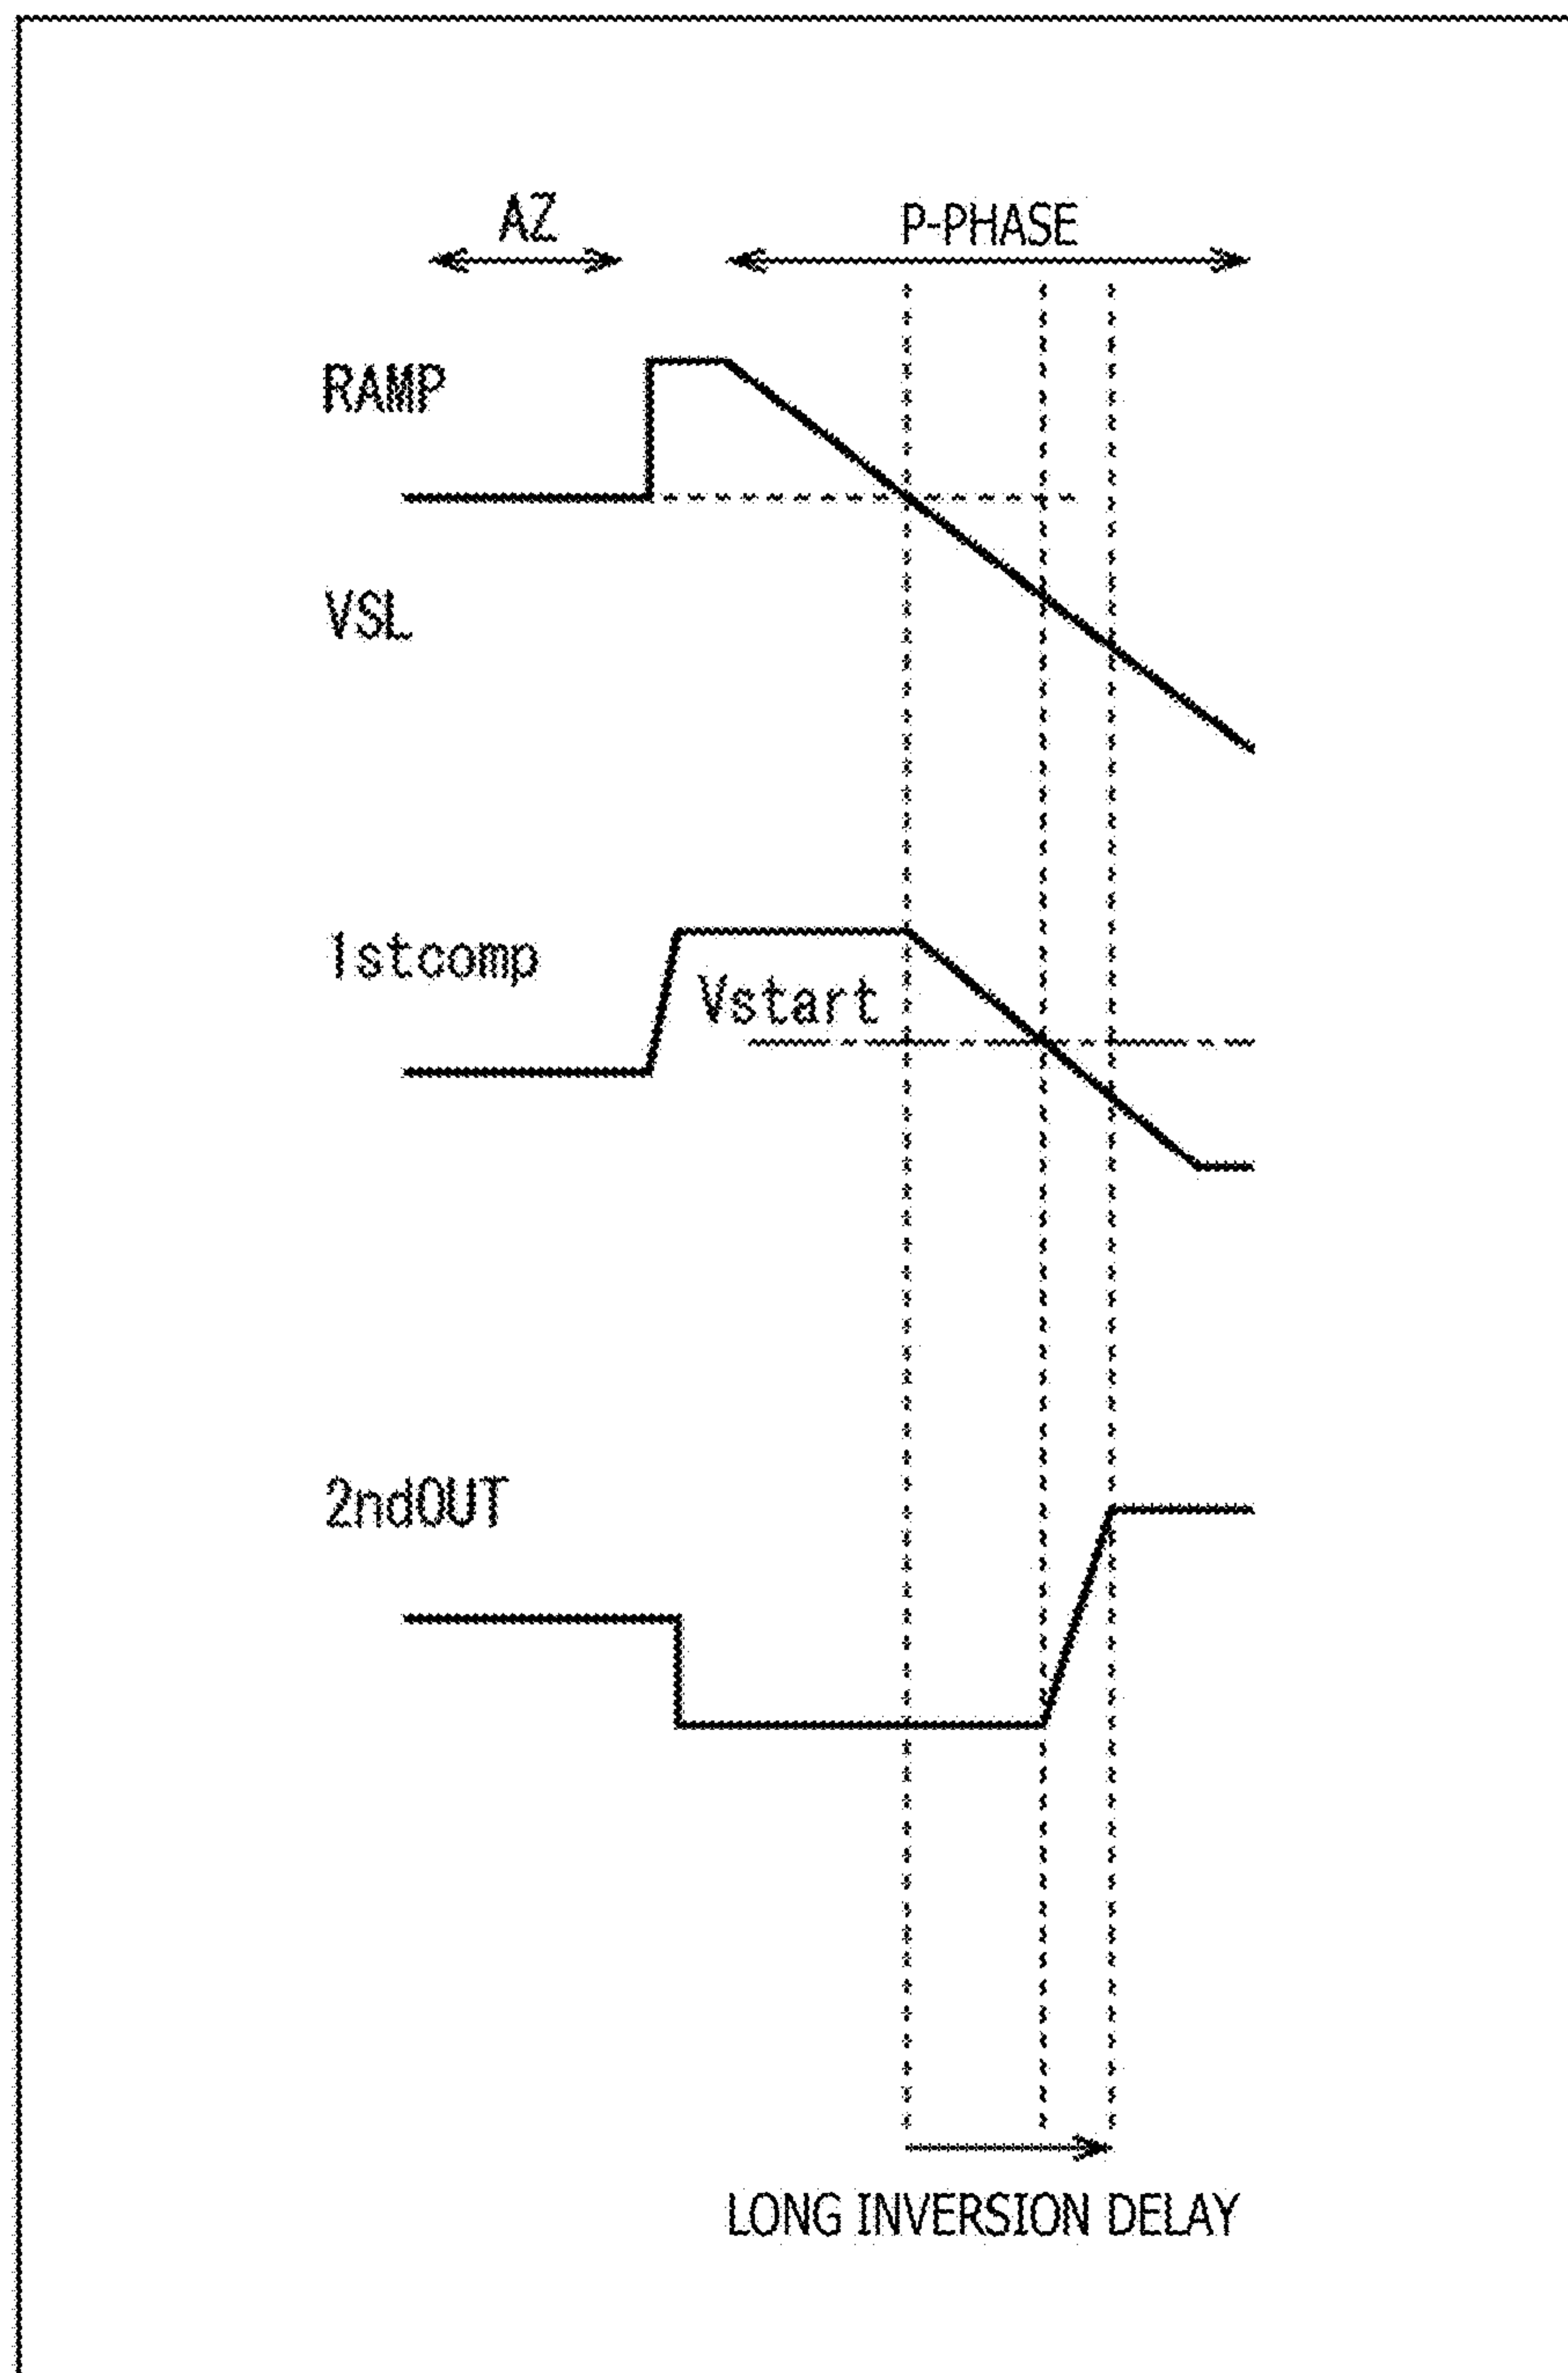 AZ
P-PHASE
RAMP
VSL
1stcomp
Vstart
2ndOUT
LONG INVERSION DELAY